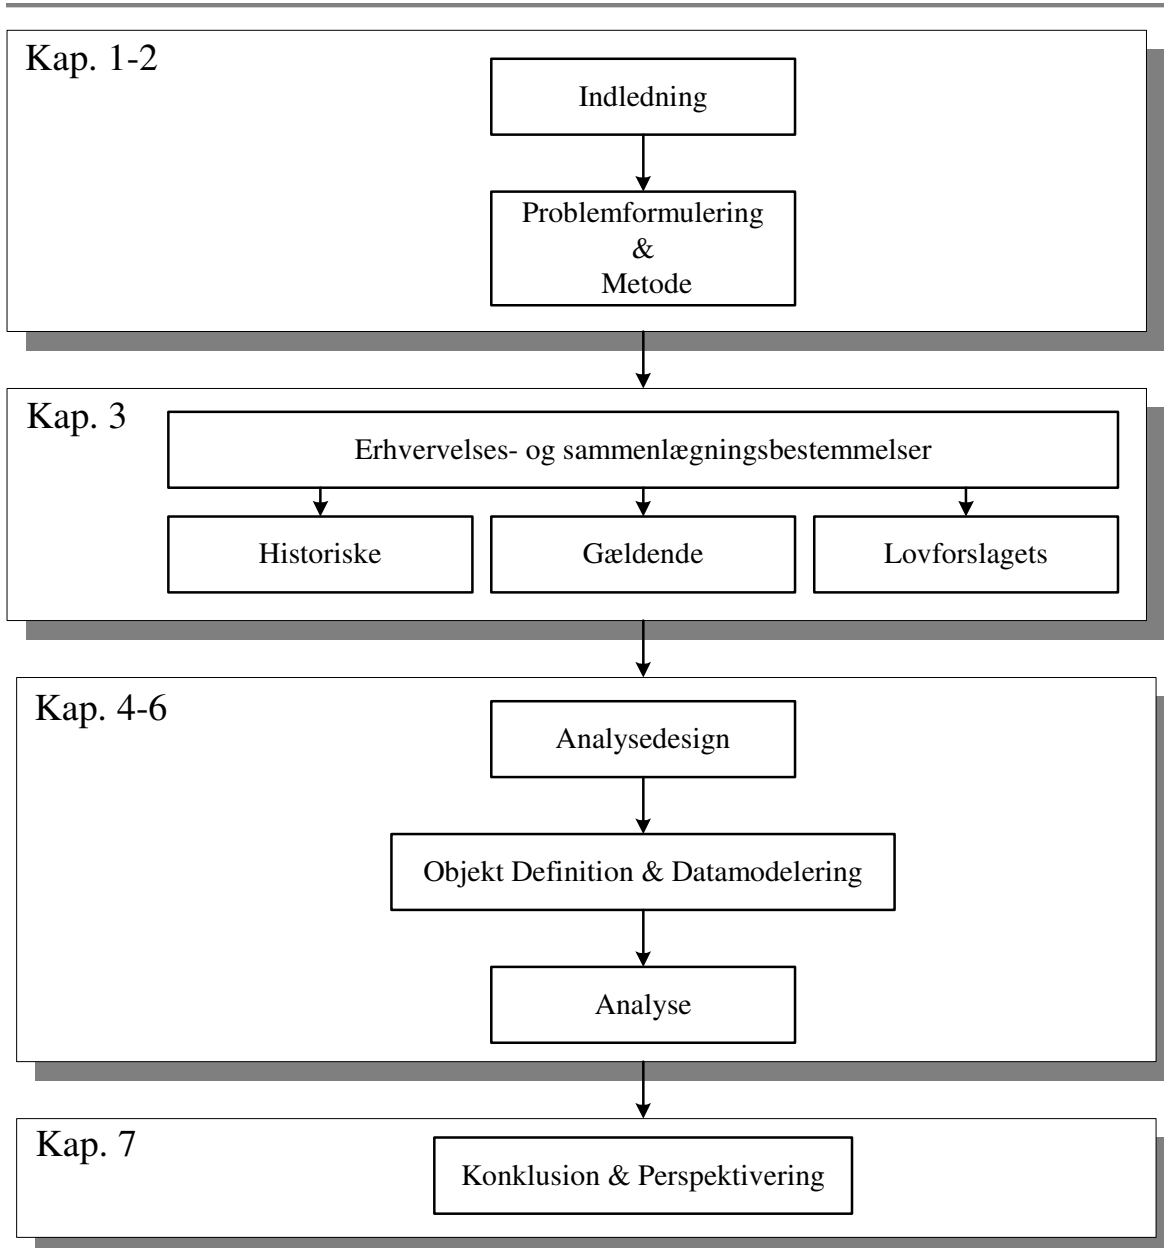 Kap. 1-2
Indledning
Problemformulering
&
Metode
Kap. 3
Erhvervelses- og sammenlægningsbestemmelser
Historiske
Gældende
Lovforslagets
Kap. 4-6
Analysedesign
Objekt Definition & Datamodelering
Analyse
Kap. 7
Konklusion & Perspektivering